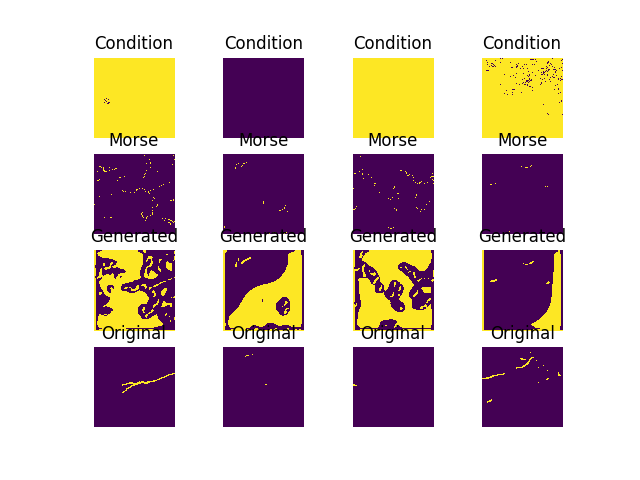 Condition Condition Condition Condition
Morse Morse Morse Morse
Generated Generated Generated Generated
Original Original Original Original